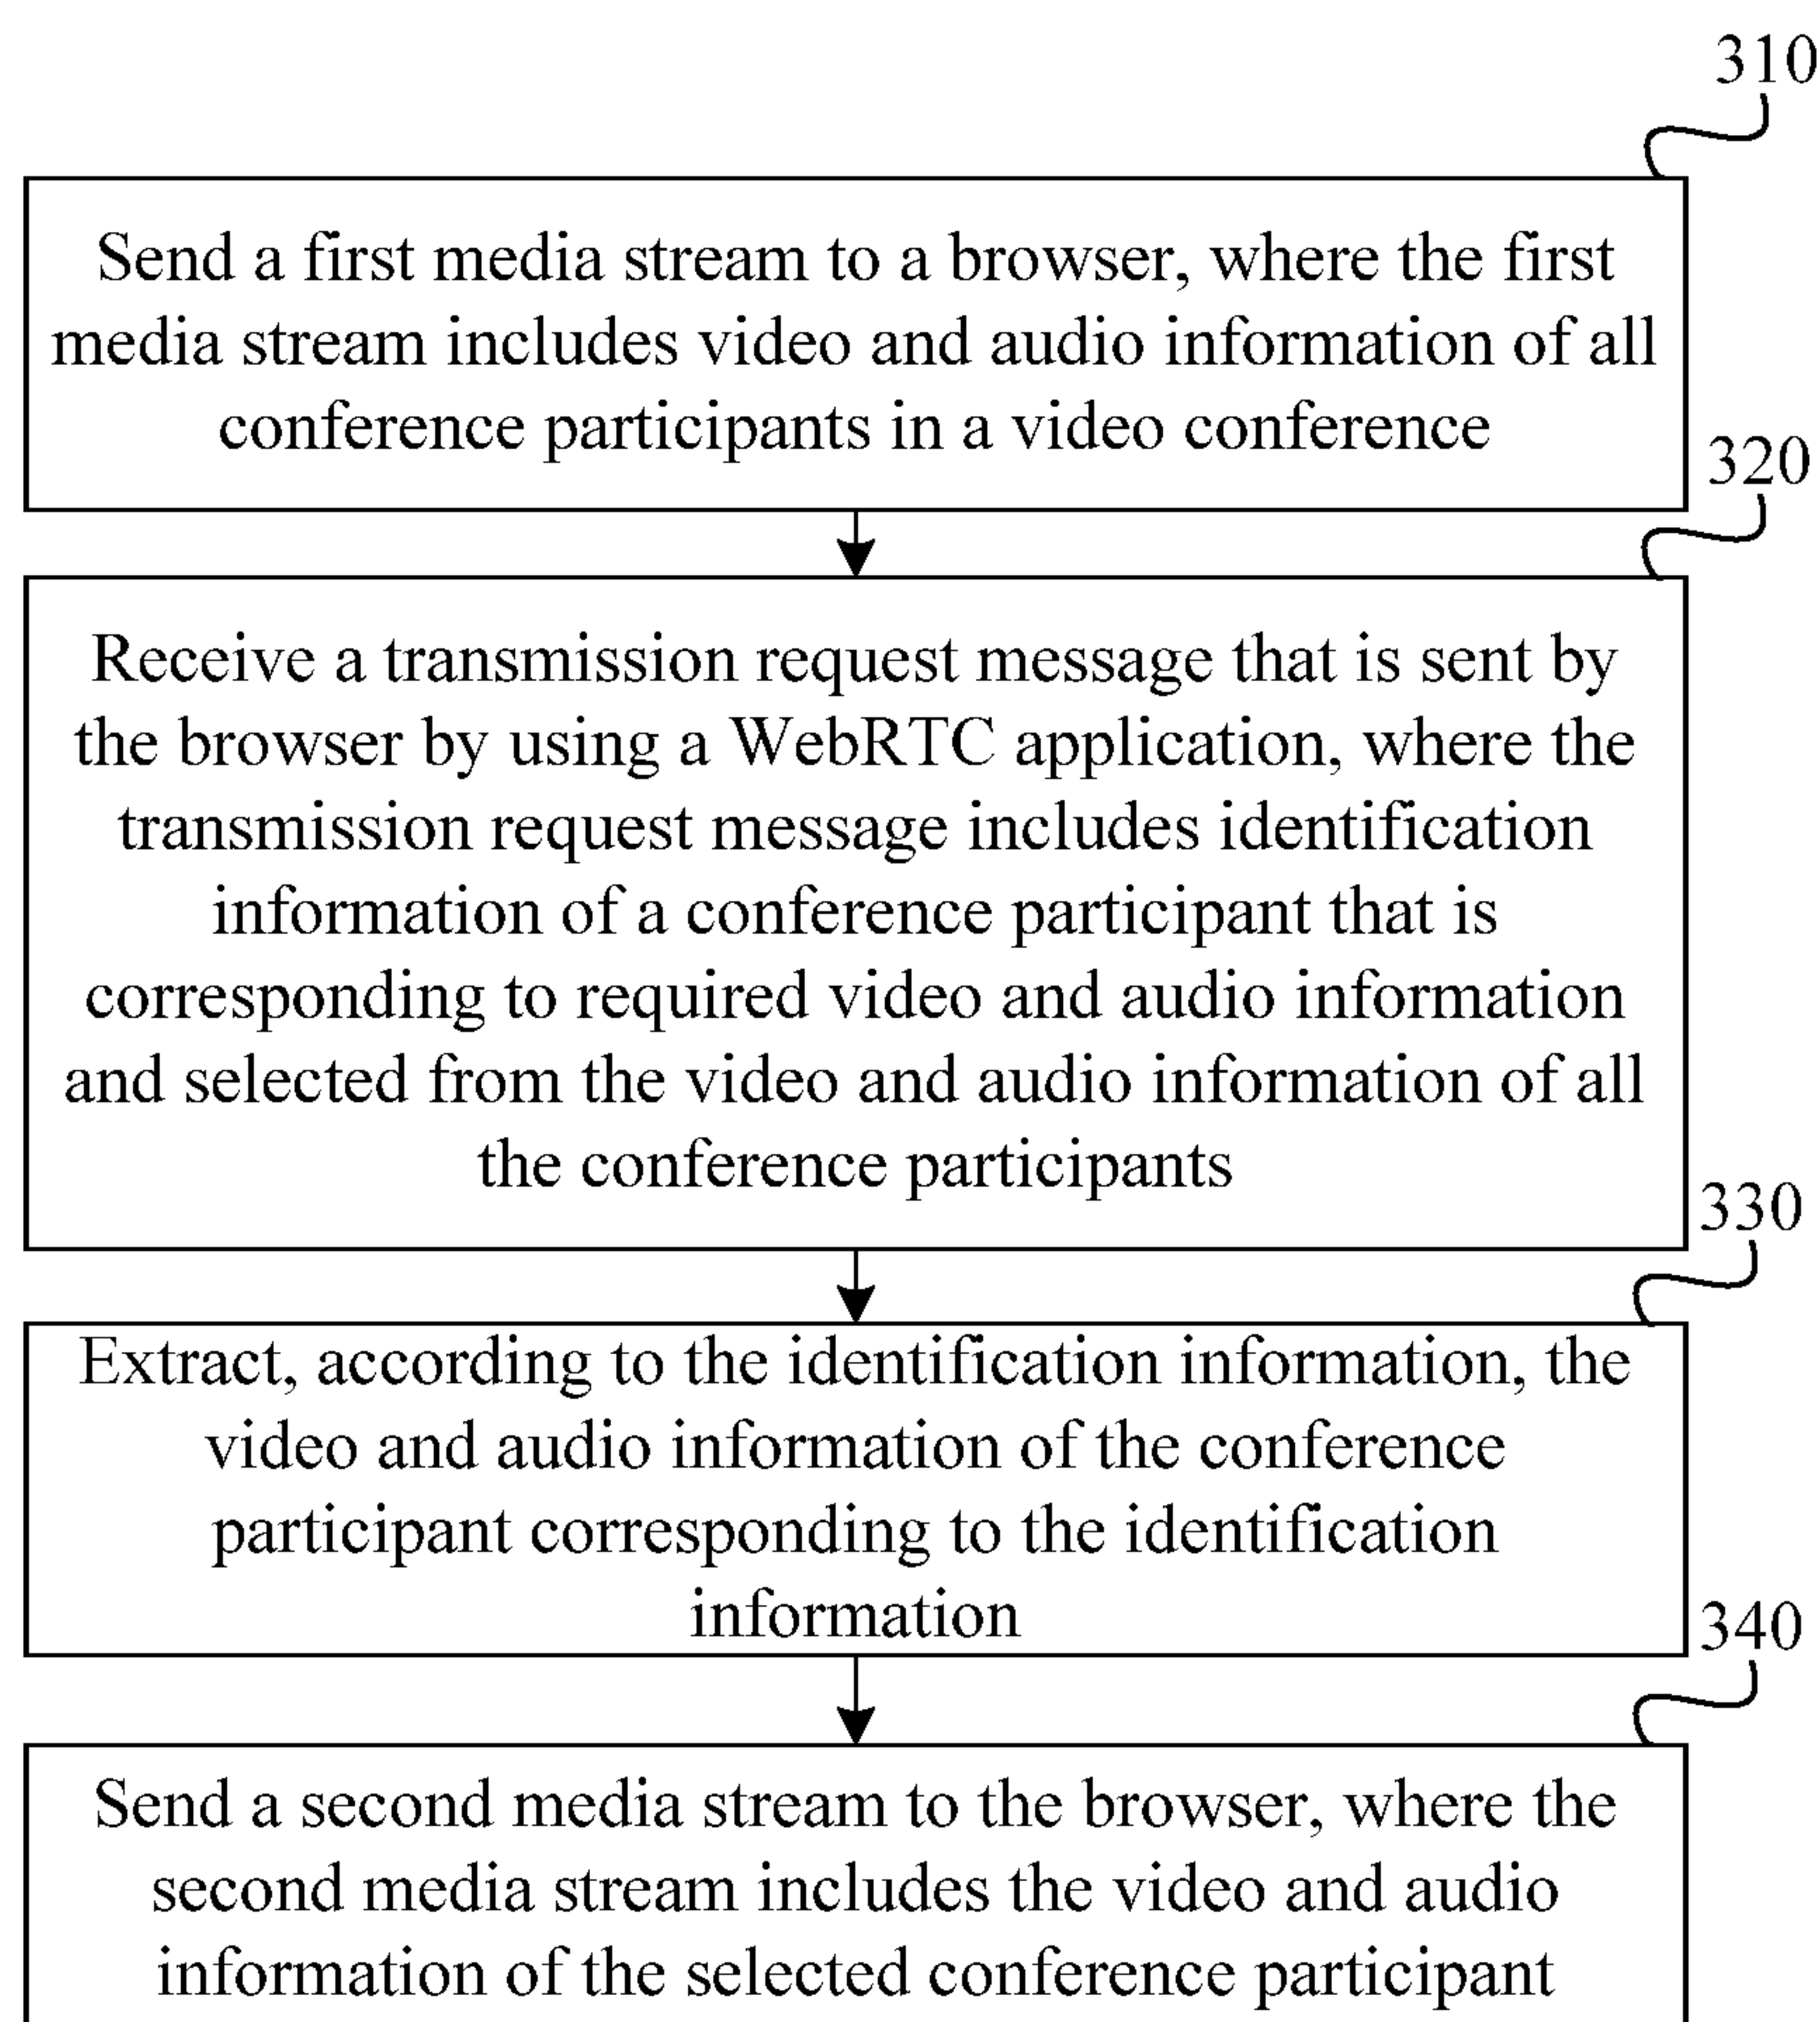 310
Send a first media stream to a browser, where the first
media stream includes video and audio information of all
conference participants in a video conference
320
Receive a transmission request message that is sent by
the browser by using a WebRTC application, where the
transmission request message includes identification
information of a conference participant that is
corresponding to required video and audio information
and selected from the video and audio information of all
the conference participants
330
Extract, according to the identification information, the
video and audio information of the conference
participant corresponding to the identification
information
340
Send a second media stream to the browser, where the
second media stream includes the video and audio
information of the selected conference participant